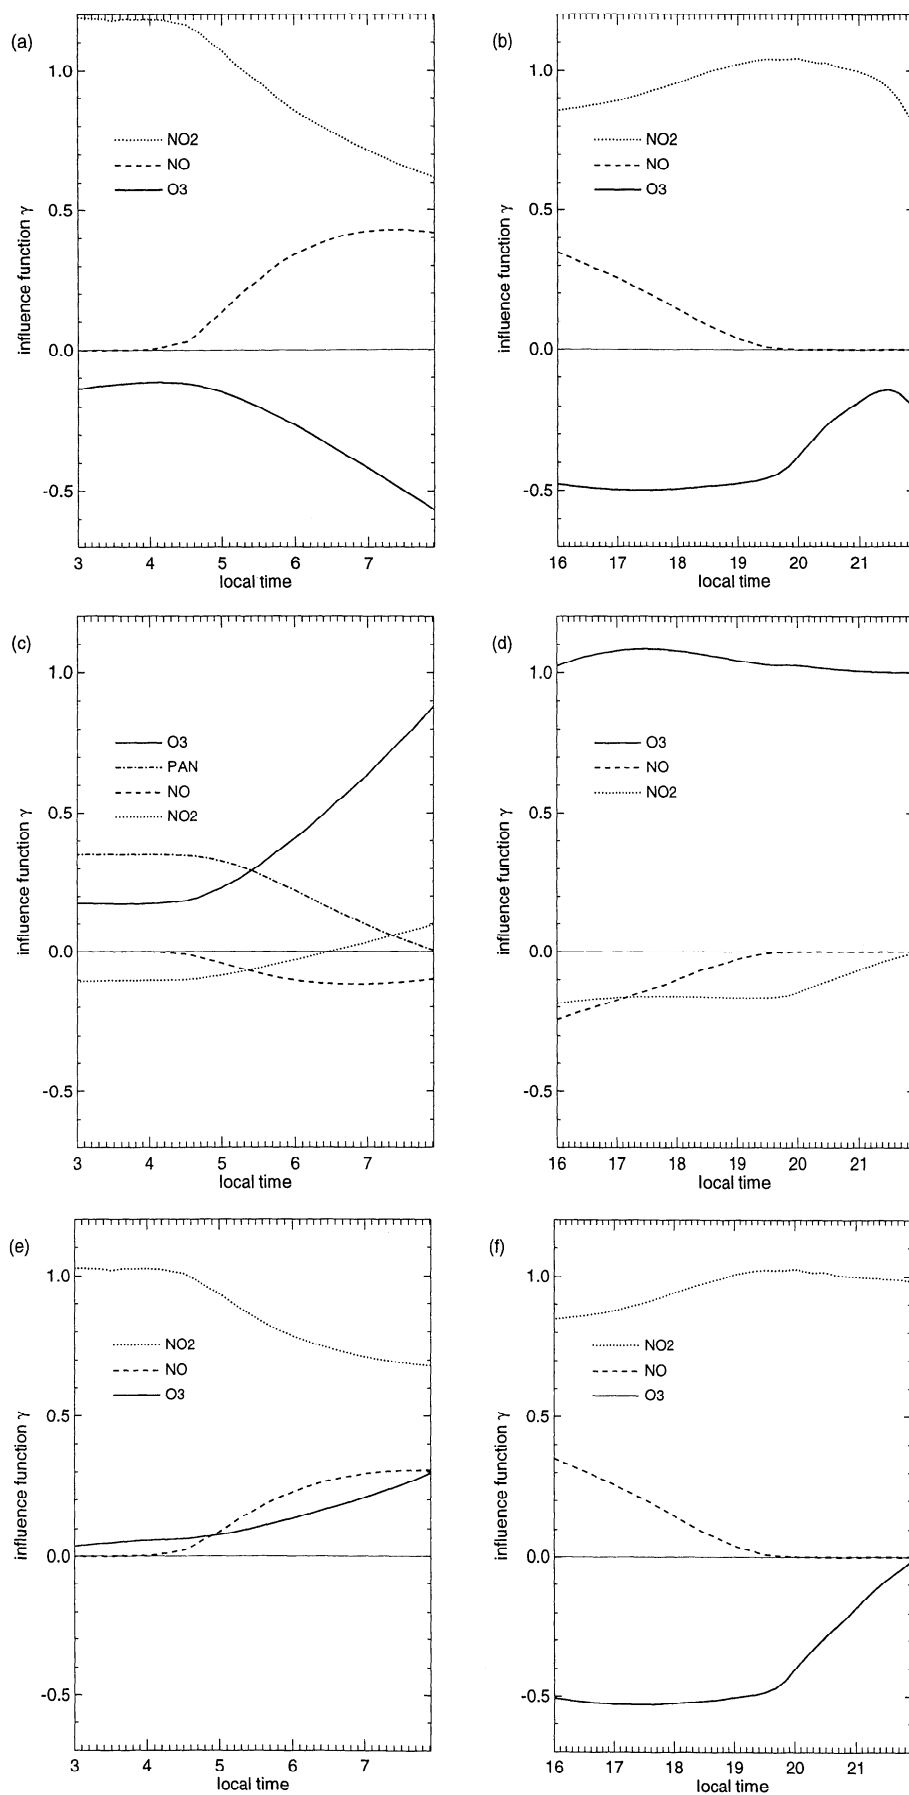 (a)
1.0
0.5
0.0
-0.5
influence function γ
NO2
NO
O3
3 4 5 6 7
local time
(b)
1.0
0.5
0.0
-0.5
influence function γ
NO2
NO
O3
16 17 18 19 20 21
local time
(c)
1.0
0.5
0.0
-0.5
influence function γ
O3
PAN
NO
NO2
3 4 5 6 7
local time
(d)
1.0
0.5
0.0
-0.5
influence function γ
O3
NO
NO2
16 17 18 19 20 21
local time
(e)
1.0
0.5
0.0
-0.5
influence function γ
NO2
NO
O3
3 4 5 6 7
local time
(f)
1.0
0.5
0.0
-0.5
influence function γ
NO2
NO
O3
16 17 18 19 20 21
local time